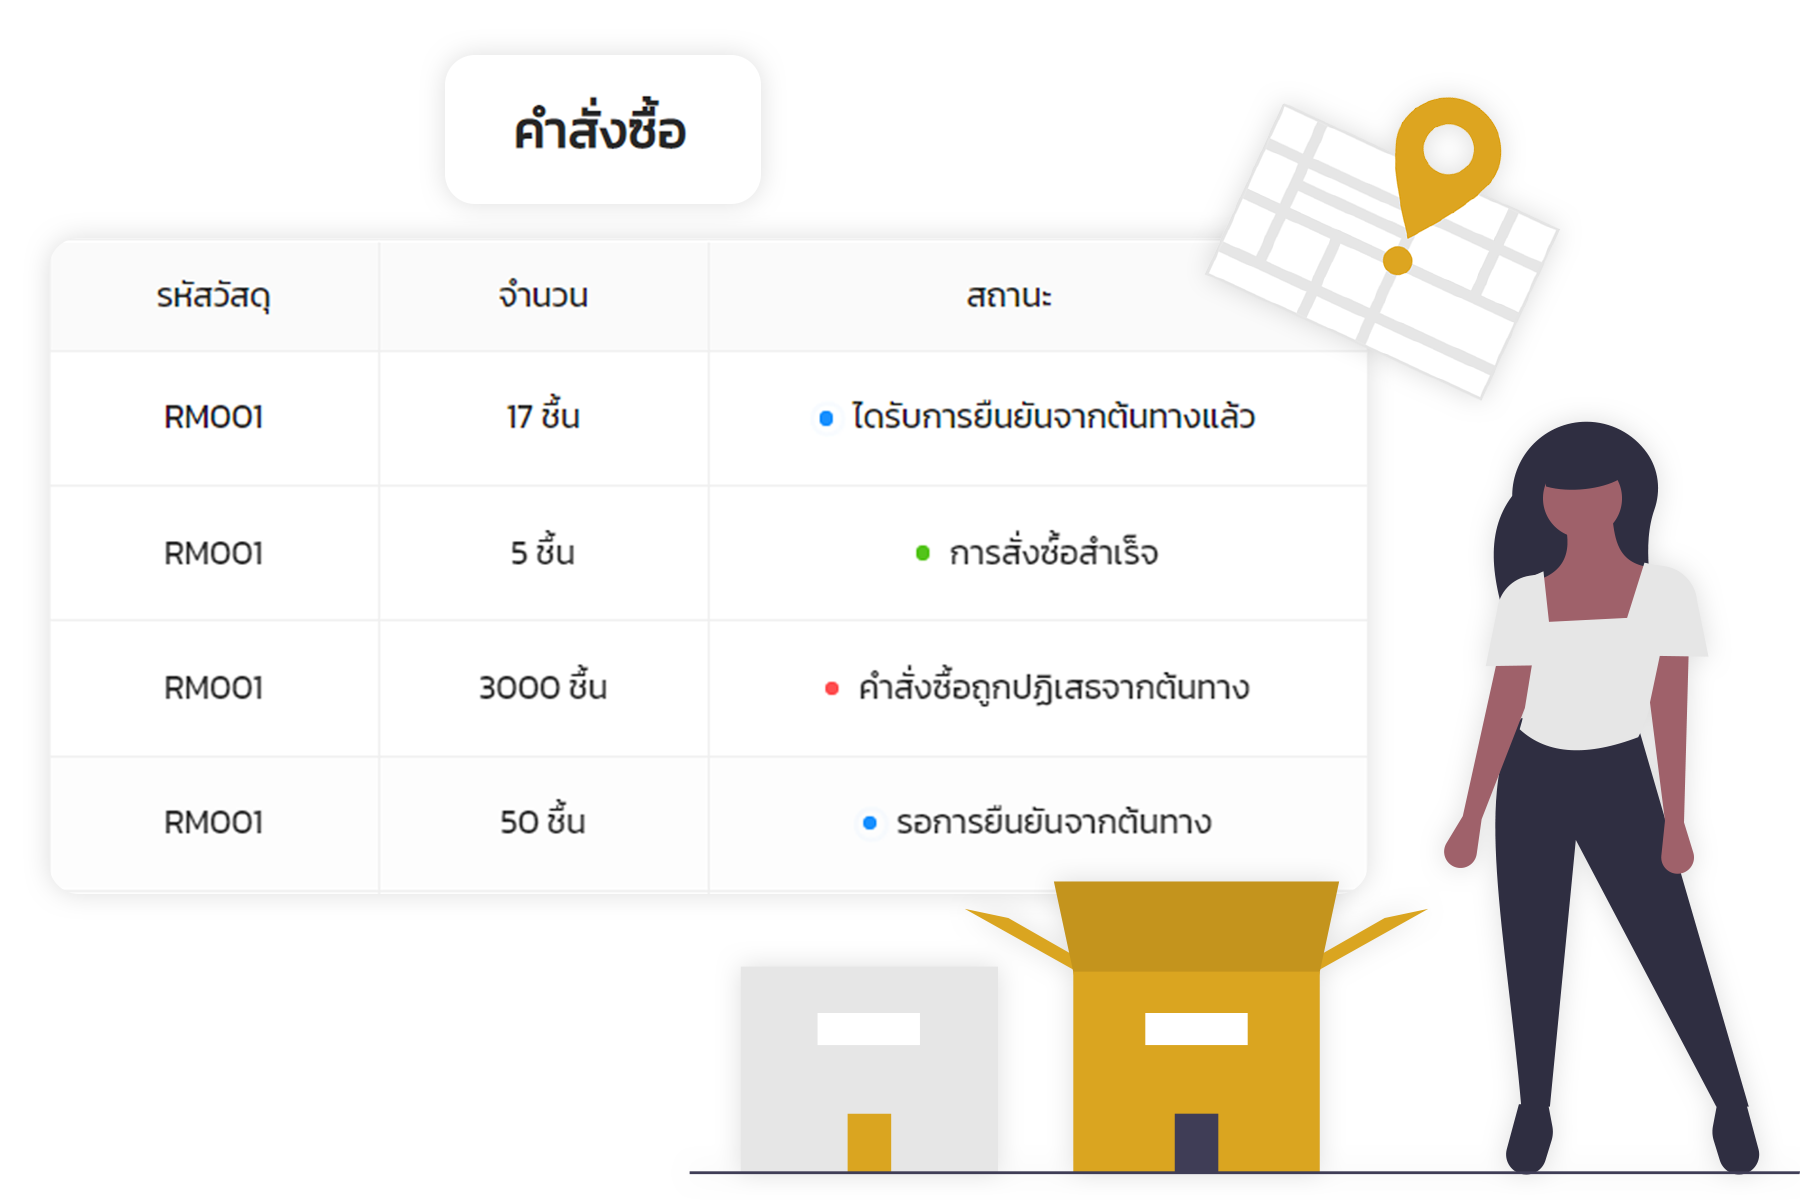 คำสั่งซื้อ
รหัสวัสดุ จำนวน สถานะ
RM001 17 ชื้น ไดรับการยืนยันจากต้นทางแล้ว
RM001 5 ชื้น การสั่งซ้ื่อสำเร็จ
RM001 3000 ชื้น คำสั่งซื้อถูกปฏิเสธจากต้นทาง
RM001 50 ชื้น รอการยืนยันจากต้นทาง